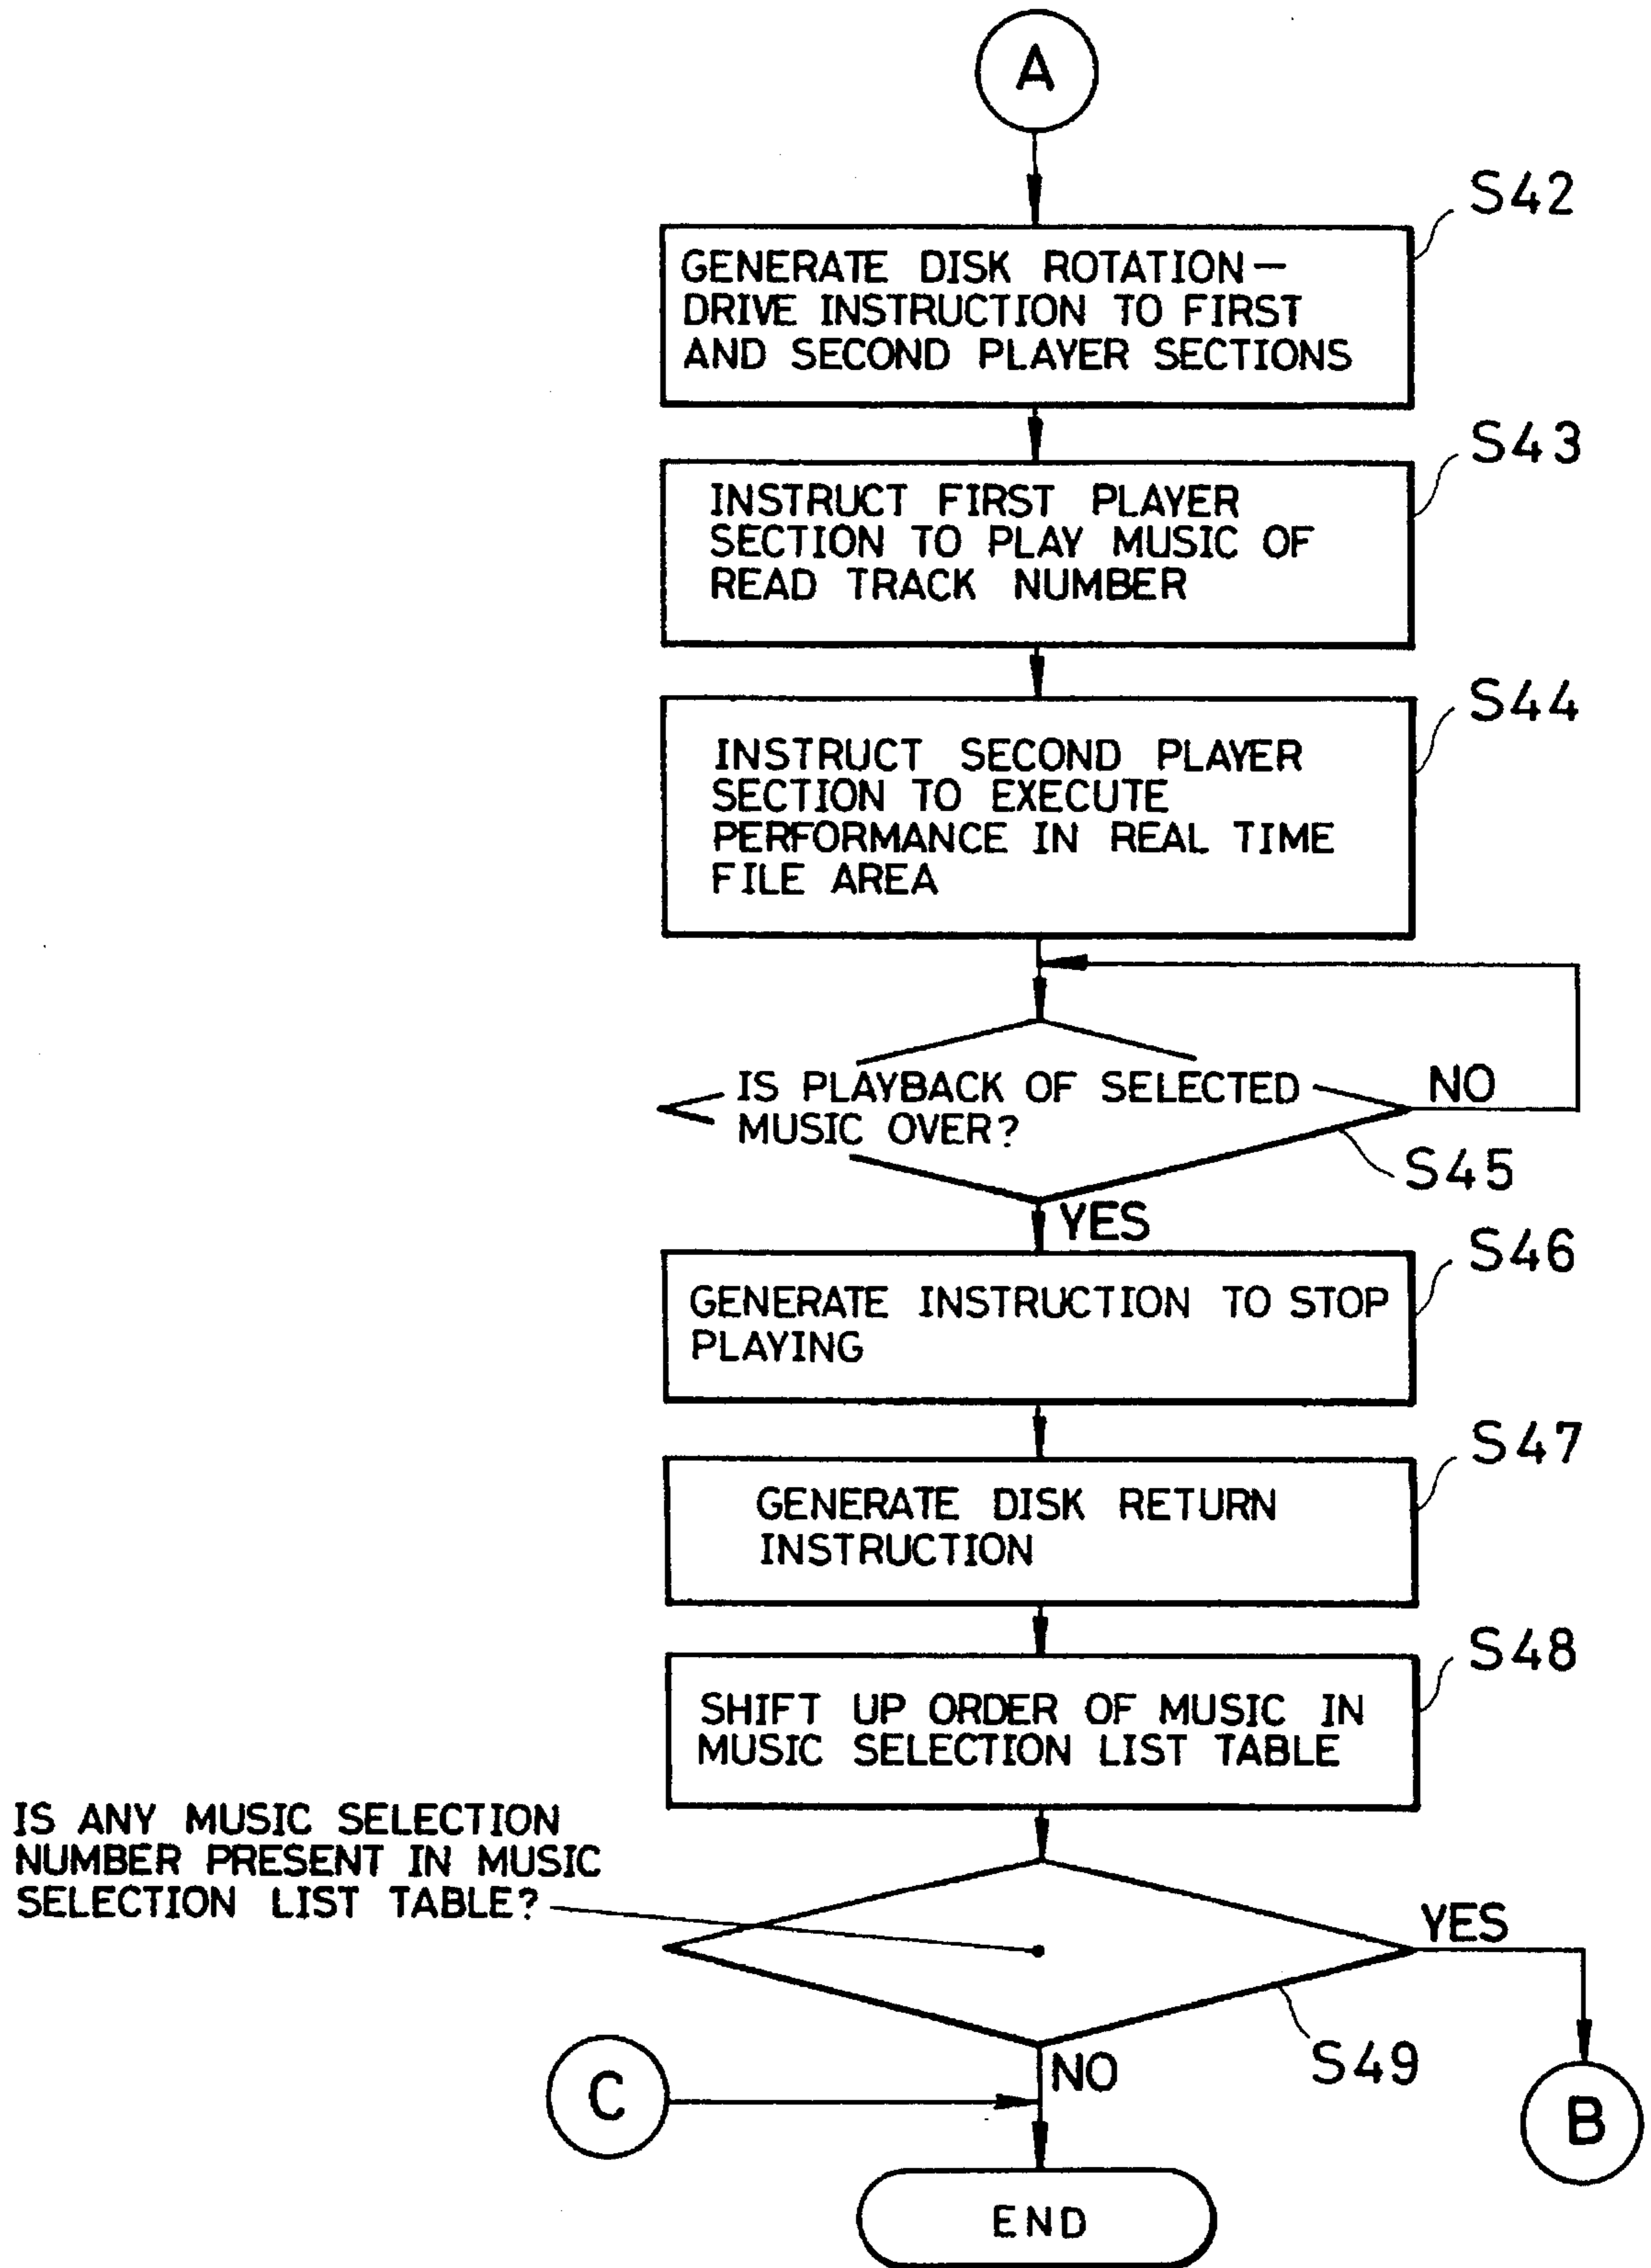 A
S42
GENERATE DISK ROTATION—
DRIVE INSTRUCTION TO FIRST
AND SECOND PLAYER SECTIONS
S43
INSTRUCT FIRST PLAYER
SECTION TO PLAY MUSIC OF
READ TRACK NUMBER
S44
INSTRUCT SECOND PLAYER
SECTION TO EXECUTE
PERFORMANCE IN REAL TIME
FILE AREA
IS PLAYBACK OF SELECTED
MUSIC OVER?
NO
S45
YES
S46
GENERATE INSTRUCTION TO STOP
PLAYING
S47
GENERATE DISK RETURN
INSTRUCTION
S48
SHIFT UP ORDER OF MUSIC IN
MUSIC SELECTION LIST TABLE
IS ANY MUSIC SELECTION
NUMBER PRESENT IN MUSIC
SELECTION LIST TABLE?
YES
S49
NO
C
B
END